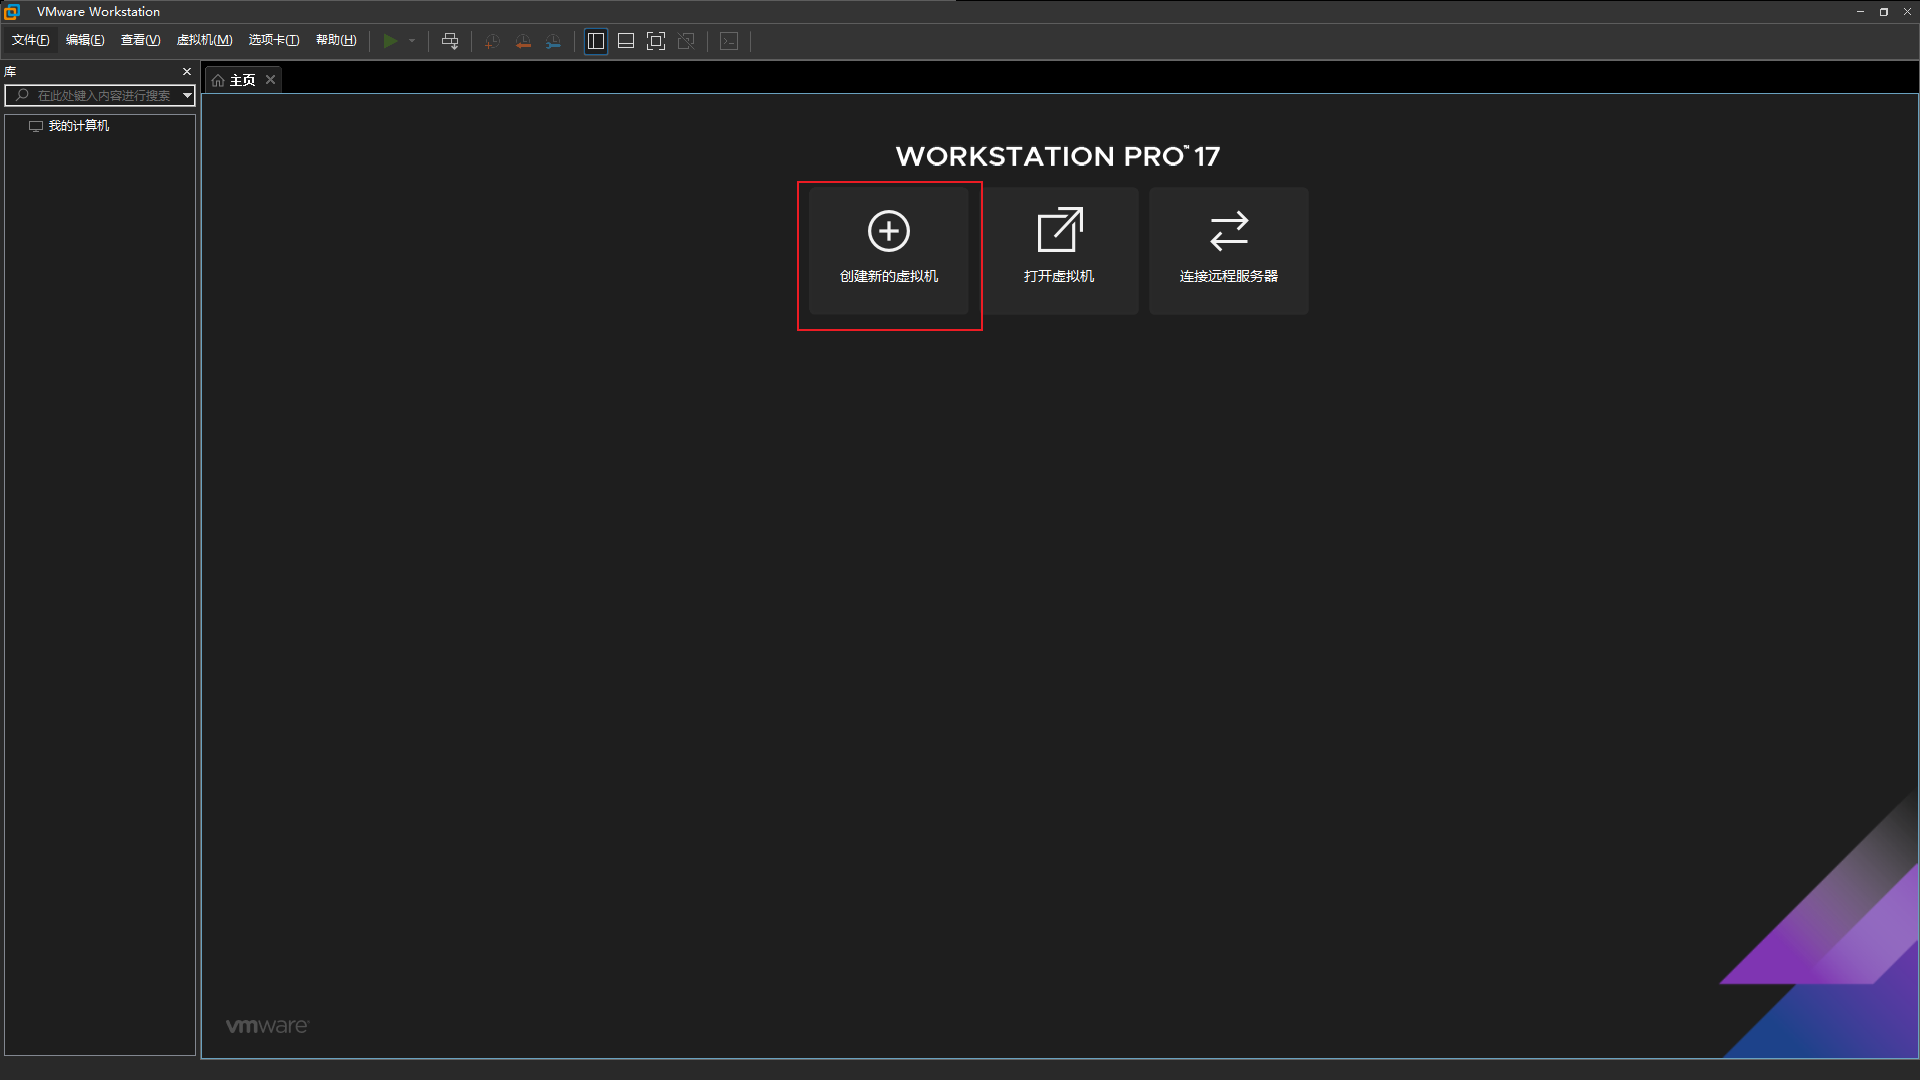 VMware Workstation
文件(F) 编辑(E) 查看(V) 虚拟机(M) 选项卡(T) 帮助(H)
库
在此处键入内容进行搜索
我的计算机
主页
WORKSTATION PRO™ 17
创建新的虚拟机
打开虚拟机
连接远程服务器
vmware